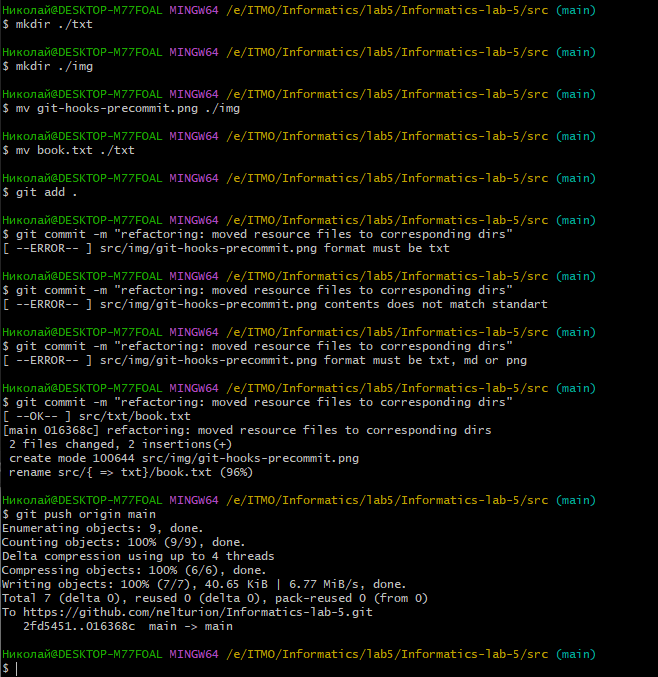 Николай@DESKTOP-M77FOAL MINGW64 /e/ITMO/Informatics/lab5/Informatics-lab-5/src (main)
$ mkdir ./txt
Николай@DESKTOP-M77FOAL MINGW64 /e/ITMO/Informatics/lab5/Informatics-lab-5/src (main)
$ mkdir ./img
Николай@DESKTOP-M77FOAL MINGW64 /e/ITMO/Informatics/lab5/Informatics-lab-5/src (main)
$ mv git-hooks-precommit.png ./img
Николай@DESKTOP-M77FOAL MINGW64 /e/ITMO/Informatics/lab5/Informatics-lab-5/src (main)
$ mv book.txt ./txt
Николай@DESKTOP-M77FOAL MINGW64 /e/ITMO/Informatics/lab5/Informatics-lab-5/src (main)
$ git add .
Николай@DESKTOP-M77FOAL MINGW64 /e/ITMO/Informatics/lab5/Informatics-lab-5/src (main)
$ git commit -m "refactoring: moved resource files to corresponding dirs"
[ --ERROR-- ] src/img/git-hooks-precommit.png format must be txt
Николай@DESKTOP-M77FOAL MINGW64 /e/ITMO/Informatics/lab5/Informatics-lab-5/src (main)
$ git commit -m "refactoring: moved resource files to corresponding dirs"
[ --ERROR-- ] src/img/git-hooks-precommit.png contents does not match standart
Николай@DESKTOP-M77FOAL MINGW64 /e/ITMO/Informatics/lab5/Informatics-lab-5/src (main)
$ git commit -m "refactoring: moved resource files to corresponding dirs"
[ --ERROR-- ] src/img/git-hooks-precommit.png format must be txt, md or png
Николай@DESKTOP-M77FOAL MINGW64 /e/ITMO/Informatics/lab5/Informatics-lab-5/src (main)
$ git commit -m "refactoring: moved resource files to corresponding dirs"
[ --OK-- ] src/txt/book.txt
[main 016368c] refactoring: moved resource files to corresponding dirs
 2 files changed, 2 insertions(+)
 create mode 100644 src/img/git-hooks-precommit.png
 rename src/{ => txt}/book.txt (96%)
Николай@DESKTOP-M77FOAL MINGW64 /e/ITMO/Informatics/lab5/Informatics-lab-5/src (main)
$ git push origin main
Enumerating objects: 9, done.
Counting objects: 100% (9/9), done.
Delta compression using up to 4 threads
Compressing objects: 100% (6/6), done.
Writing objects: 100% (7/7), 40.65 KiB | 6.77 MiB/s, done.
Total 7 (delta 0), reused 0 (delta 0), pack-reused 0 (from 0)
To https://github.com/nelturion/Informatics-lab-5.git
   2fd5451..016368c  main -> main
Николай@DESKTOP-M77FOAL MINGW64 /e/ITMO/Informatics/lab5/Informatics-lab-5/src (main)
$